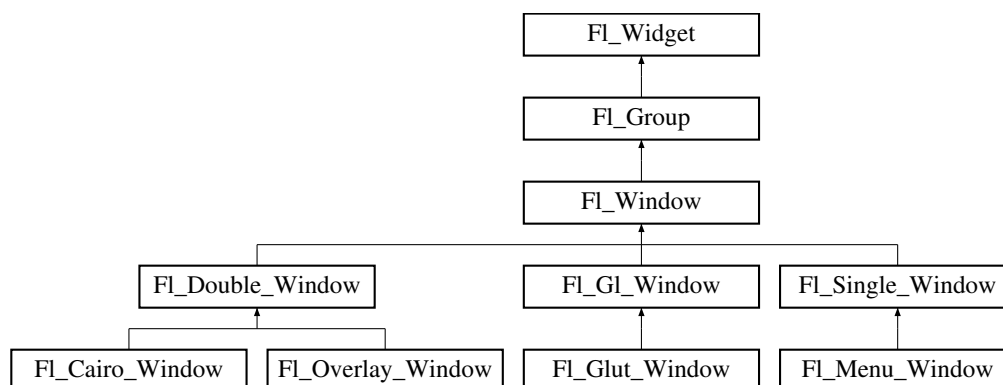 Fl_Widget
Fl_Group
Fl_Window
Fl_Double_Window
Fl_Gl_Window
Fl_Single_Window
Fl_Cairo_Window
Fl_Overlay_Window
Fl_Glut_Window
Fl_Menu_Window